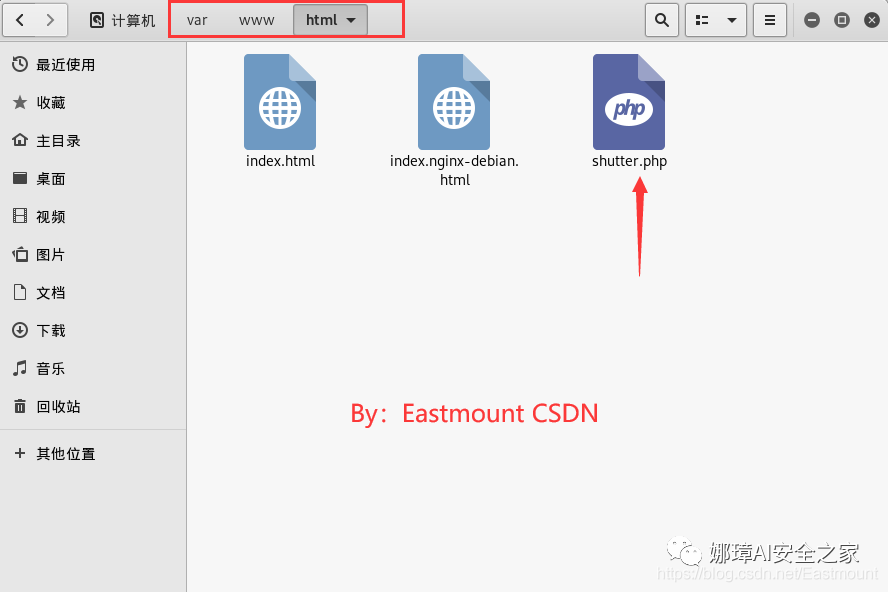 计算机 var www html
最近使用
收藏
主目录
桌面
视频
图片
文档
下载
音乐
回收站
其他位置
index.html
index.nginx-debian.
html
php
shutter.php
By：Eastmount CSDN
娜璋AI安全之家
https://blog.csdn.net/Eastmount